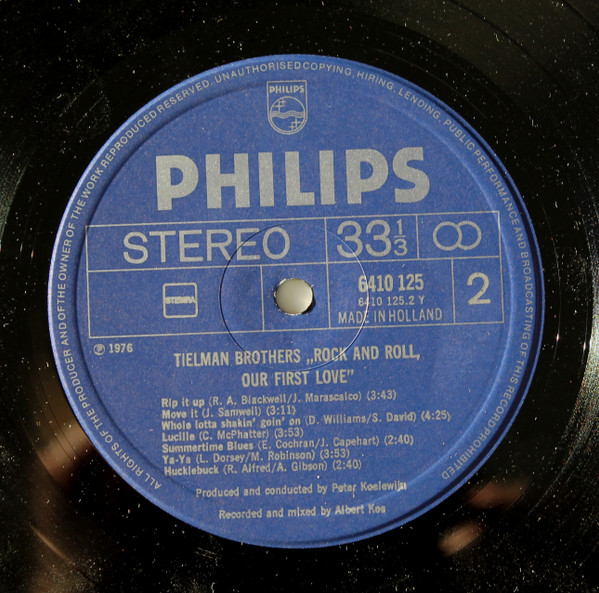 ALL RIGHTS OF THE PRODUCER AND OF THE OWNER OF THE WORK REPRODUCED RESERVED. UNAUTHORISED COPYING, HIRING, LENDING, PUBLIC PERFORMANCE AND BROADCASTING OF THIS RECORD PROHIBITED
PHILIPS
PHILIPS
STEREO 33 1/3
STEMRA
6410 125
6410 125.2 Y
MADE IN HOLLAND
2
℗ 1976
TIELMAN BROTHERS „ROCK AND ROLL,
OUR FIRST LOVE”
Rip it up (R. A. Blackwell/J. Marascalco) (3:43)
Move it (J. Samwell) (3:11)
Whole lotta shakin' goin' on (D. Williams/S. David) (4:25)
Lucille (C. McPhatter) (3:53)
Summertime Blues (E. Cochran/J. Capehart) (2:40)
Ya-Ya (L. Dorsey/M. Robinson) (3:53)
Hucklebuck (R. Alfred/A. Gibson) (2:40)
Produced and conducted by Peter Koelewijn
Recorded and mixed by Albert Kos